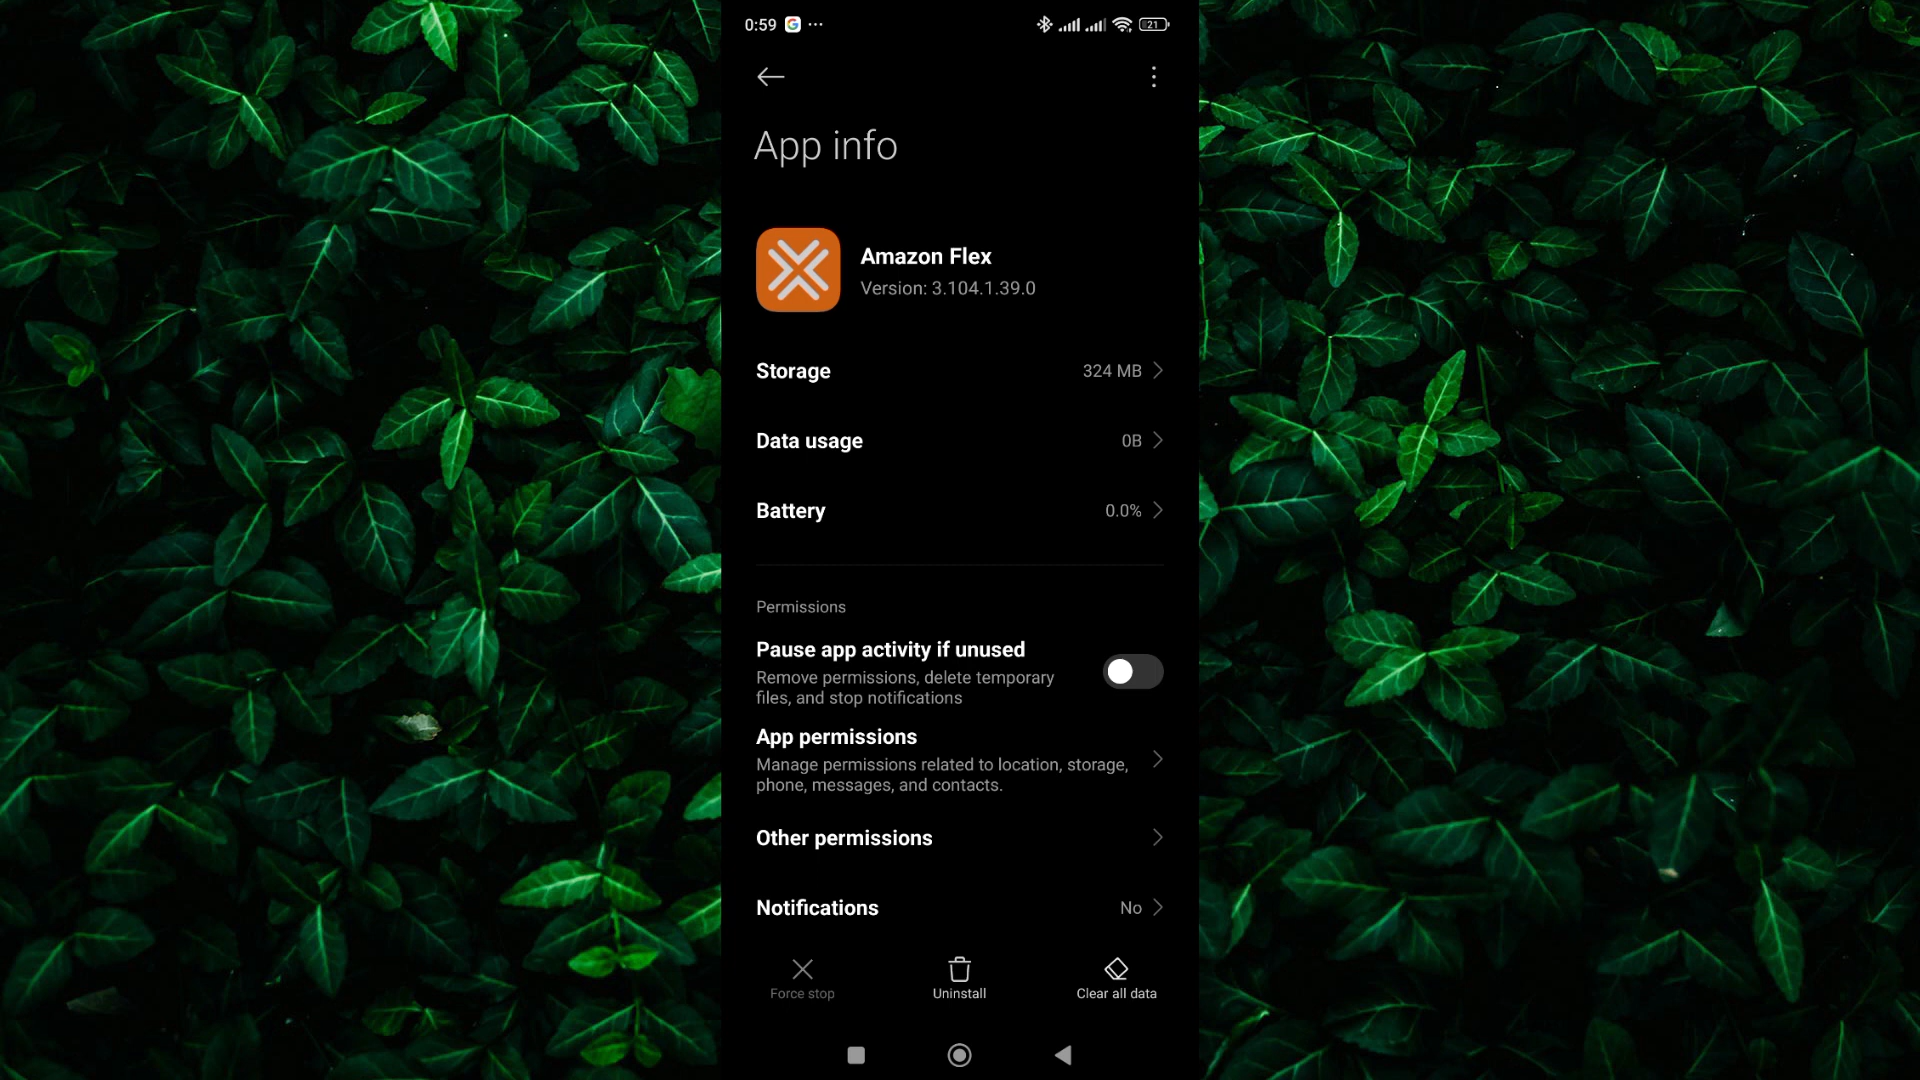 0:59
21
App info
Amazon Flex
Version: 3.104.1.39.0
Storage
324 MB
Data usage
0B
Battery
0.0%
Permissions
Pause app activity if unused
Remove permissions, delete temporary
files, and stop notifications
App permissions
Manage permissions related to location, storage,
phone, messages, and contacts.
Other permissions
Notifications
No
Force stop
Uninstall
Clear all data